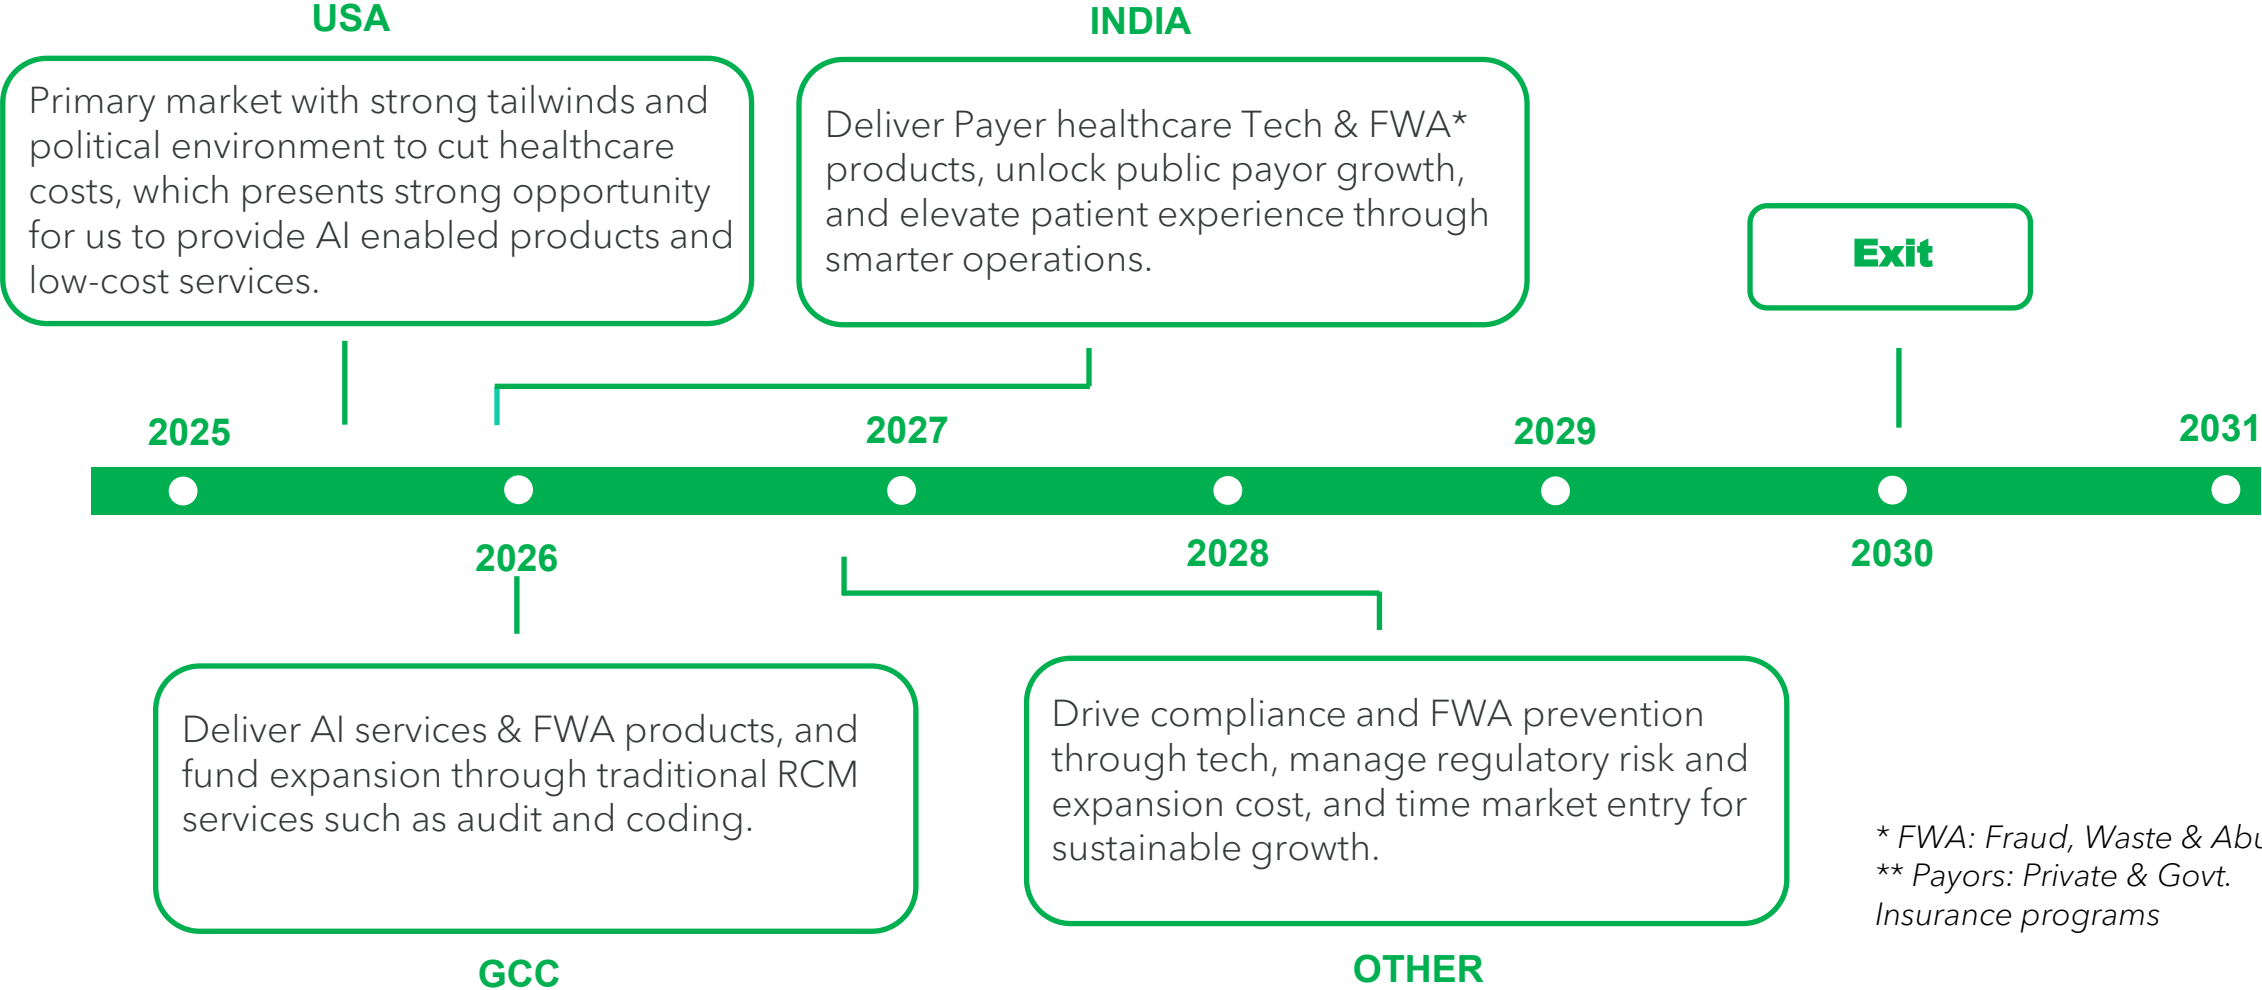 USA
Primary market with strong tailwinds and
political environment to cut healthcare
costs, which presents strong opportunity
for us to provide AI enabled products and
low-cost services.
INDIA
Deliver Payer healthcare Tech & FWA*
products, unlock public payor growth,
and elevate patient experience through
smarter operations.
Exit
2025
2027
2029
2031
2026
2028
2030
Deliver AI services & FWA products, and
fund expansion through traditional RCM
services such as audit and coding.
GCC
Drive compliance and FWA prevention
through tech, manage regulatory risk and
expansion cost, and time market entry for
sustainable growth.
OTHER
* FWA: Fraud, Waste &
** Payors: Private & Govt.
Insurance programs